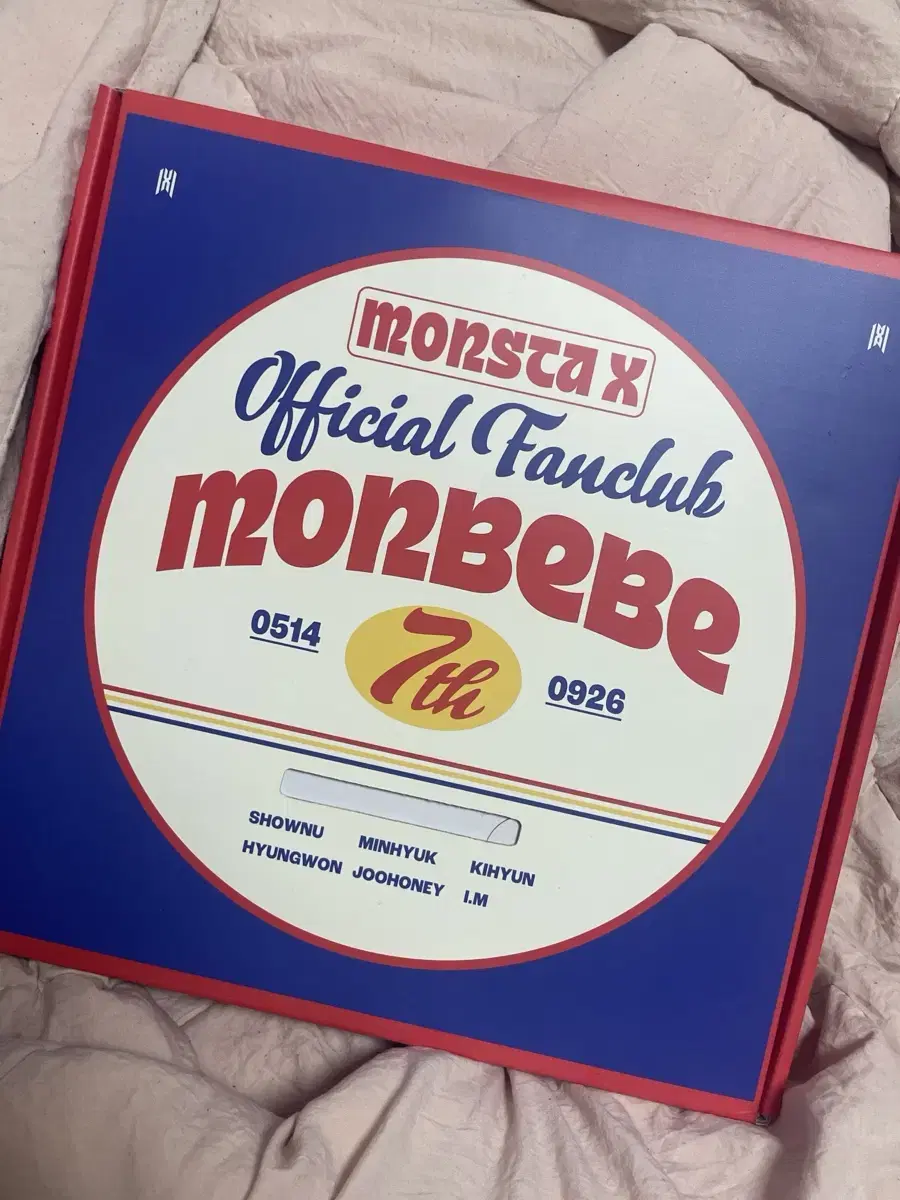 MONSTA X
Official Fanclub
MONBEBE
0514 7th 0926
SHOWNU MINHYUK KIHYUN
HYUNGWON JOOHONEY I.M